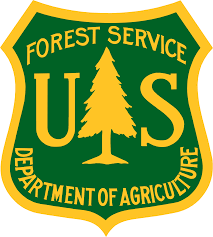 FOREST SERVICE
U S
DEPARTMENT OF AGRICULTURE